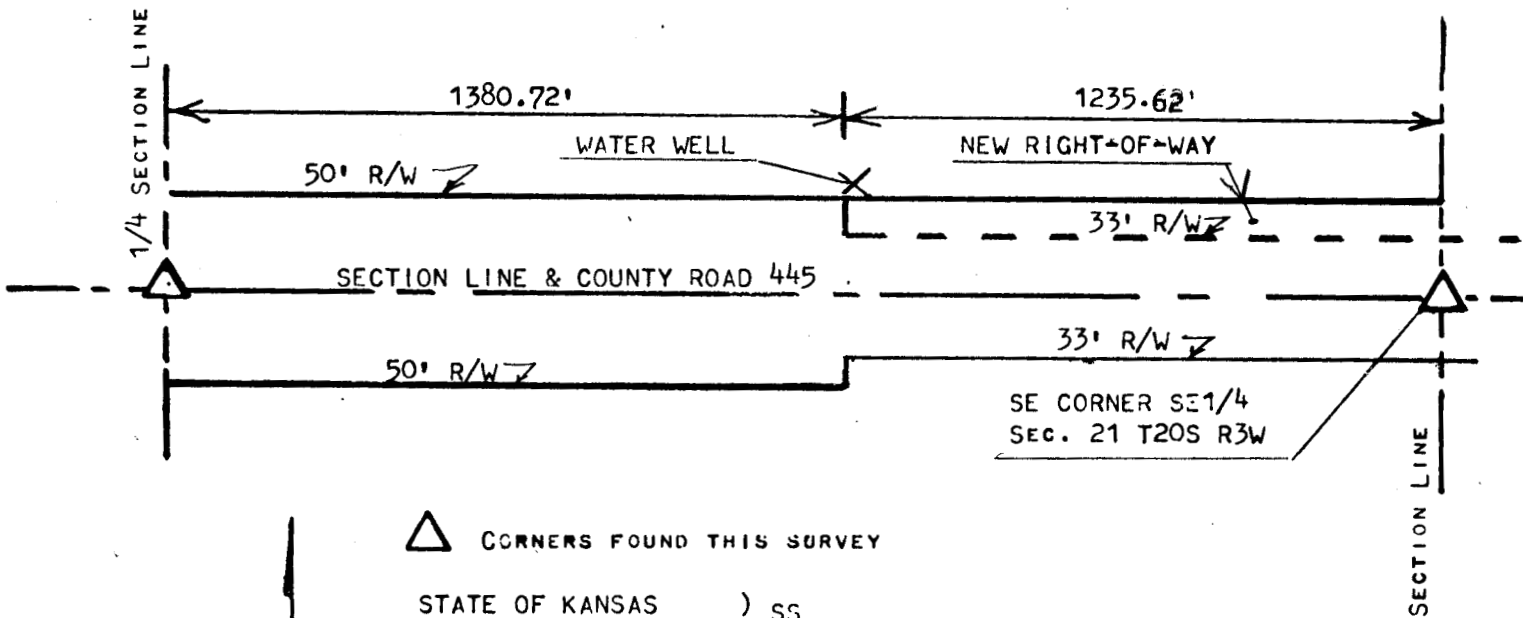 1/4 SECTION LINE
1380.72'
1235.62'
WATER WELL
NEW RIGHT-OF-WAY
50' R/W
33' R/W
SECTION LINE & COUNTY ROAD 445
33' R/W
50' R/W
SE CORNER SE1/4
SEC. 21 T20S R3W
SECTION LINE
CORNERS FOUND THIS SURVEY
STATE OF KANSAS ) SS